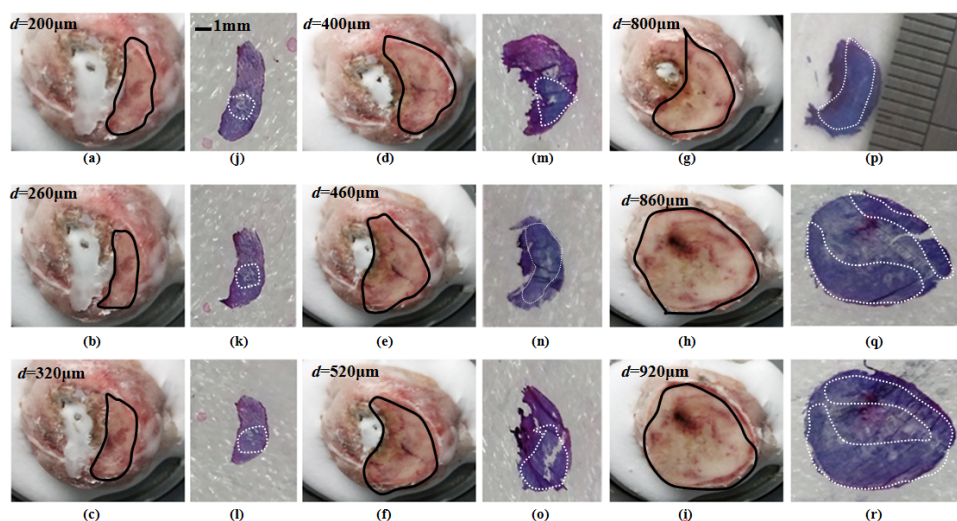 d=200μm
1mm
d=400μm
d=800μm
(a)
(j)
(d)
(m)
(g)
(p)
d=260μm
d=460μm
d=860μm
(b)
(k)
(e)
(n)
(h)
(q)
d=320μm
d=520μm
d=920μm
(c)
(l)
(f)
(o)
(i)
(r)